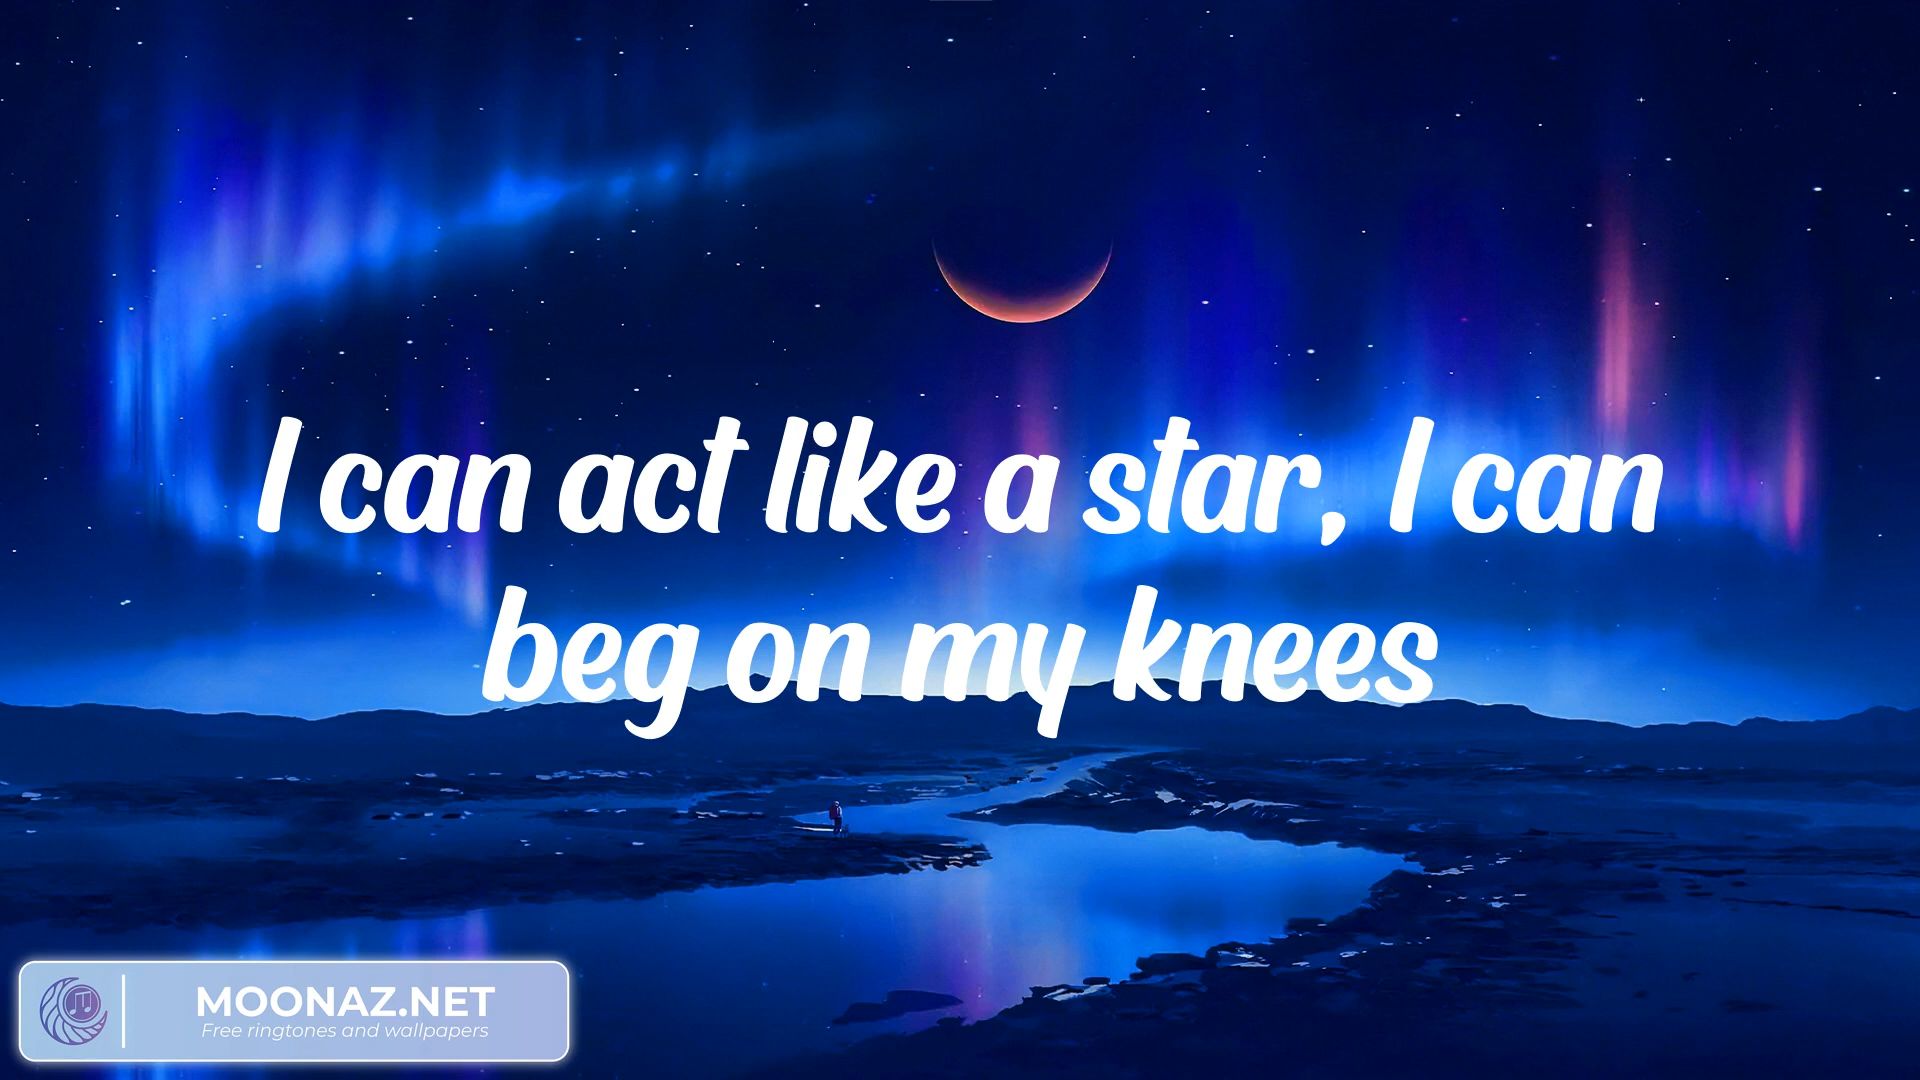 I can act like a star, I can
beg on my knees
MOONAZ.NET
Free ringtones and wallpapers